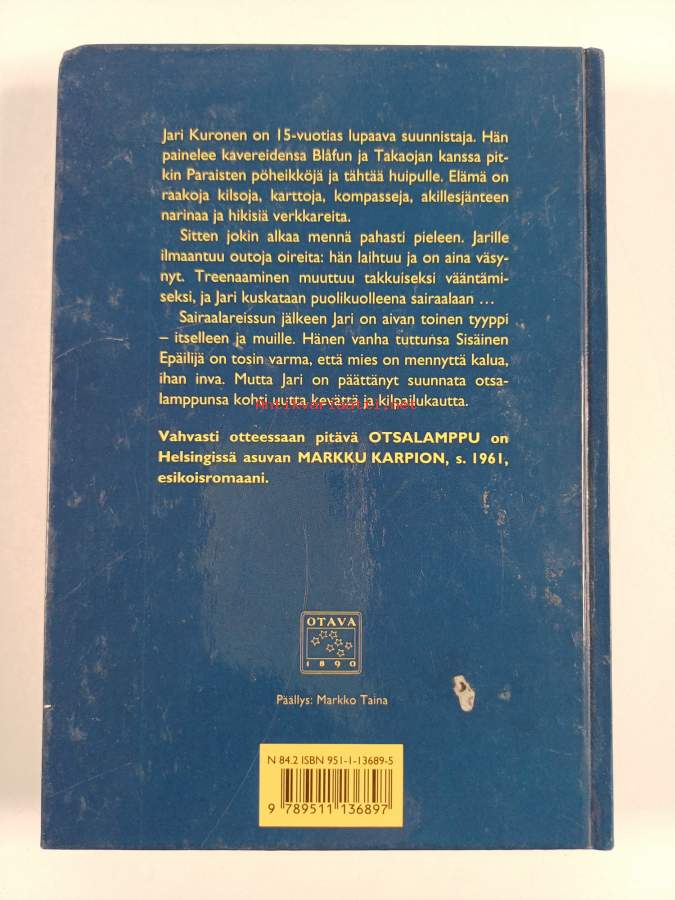 Jari Kuronen on 15-vuotias lupaava suunnistaja. Hän
painelee kavereidensa Blåfun ja Takaojan kanssa pit-
kin Paraisten pöheikköjä ja tähtää huipulle. Elämä on
raakoja kilsoja, karttoja, kompasseja, akillesjänteen
narinaa ja hikisiä verkkareita.
Sitten jokin alkaa mennä pahasti pieleen. Jarille
ilmaantuu outoja oireita: hän laihtuu ja on aina väsy-
nyt. Treenaaminen muuttuu takkuiseksi vääntämi-
seksi, ja Jari kuskataan puolikuolleena sairaalaan ...
Sairaalareissun jälkeen Jari on aivan toinen tyyppi
– itselleen ja muille. Hänen vanha tuttunsa Sisäinen
Epäilijä on tosin varma, että mies on mennyttä kalua,
ihan inva. Mutta Jari on päättänyt suunnata otsa-
lamppunsa kohti uutta kevättä ja kilpailukautta.
Antikvariaatti.net
Vahvasti otteessaan pitävä OTSALAMPPU on
Helsingissä asuvan MARKKU KARPION, s. 1961,
esikoisromaani.
OTAVA
1890
Päällys: Markko Taina
N 84.2 ISBN 951-1-13689-5
9 789511 136897